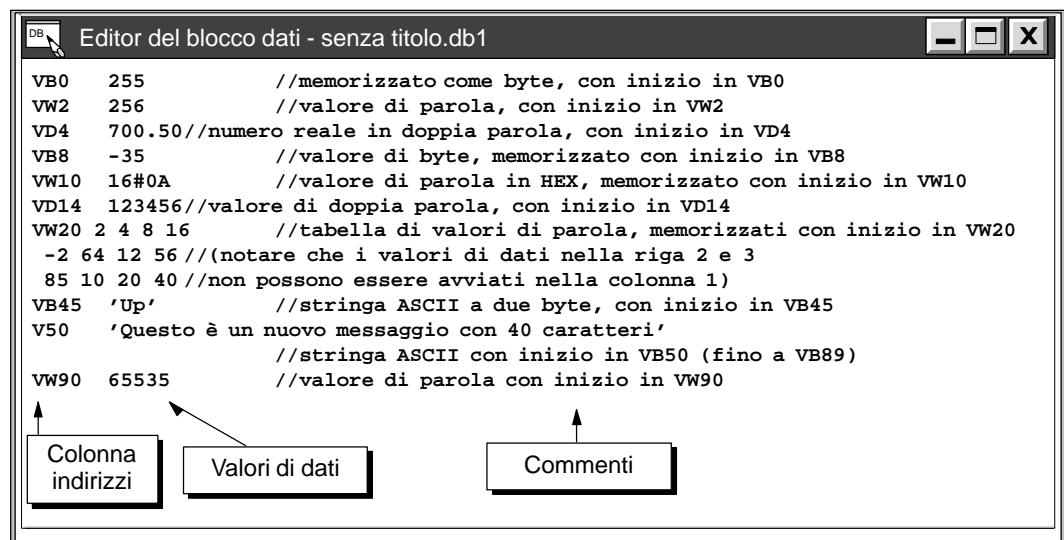 DB
Editor del blocco dati - senza titolo.db1
VB0 255 //memorizzato come byte, con inizio in VB0
VW2 256 //valore di parola, con inizio in VW2
VD4 700.50//numero reale in doppia parola, con inizio in VD4
VB8 -35 //valore di byte, memorizzato con inizio in VB8
VW10 16#0A //valore di parola in HEX, memorizzato con inizio in VW10
VD14 123456//valore di doppia parola, con inizio in VD14
VW20 2 4 8 16 //tabella di valori di parola, memorizzati con inizio in VW20
-2 64 12 56 //(notare che i valori di dati nella riga 2 e 3
85 10 20 40 //non possono essere avviati nella colonna 1)
VB45 ’Up’ //stringa ASCII a due byte, con inizio in VB45
V50 ’Questo è un nuovo messaggio con 40 caratteri’
//stringa ASCII con inizio in VB50 (fino a VB89)
VW90 65535 //valore di parola con inizio in VW90
Colonna
indirizzi
Valori di dati
Commenti